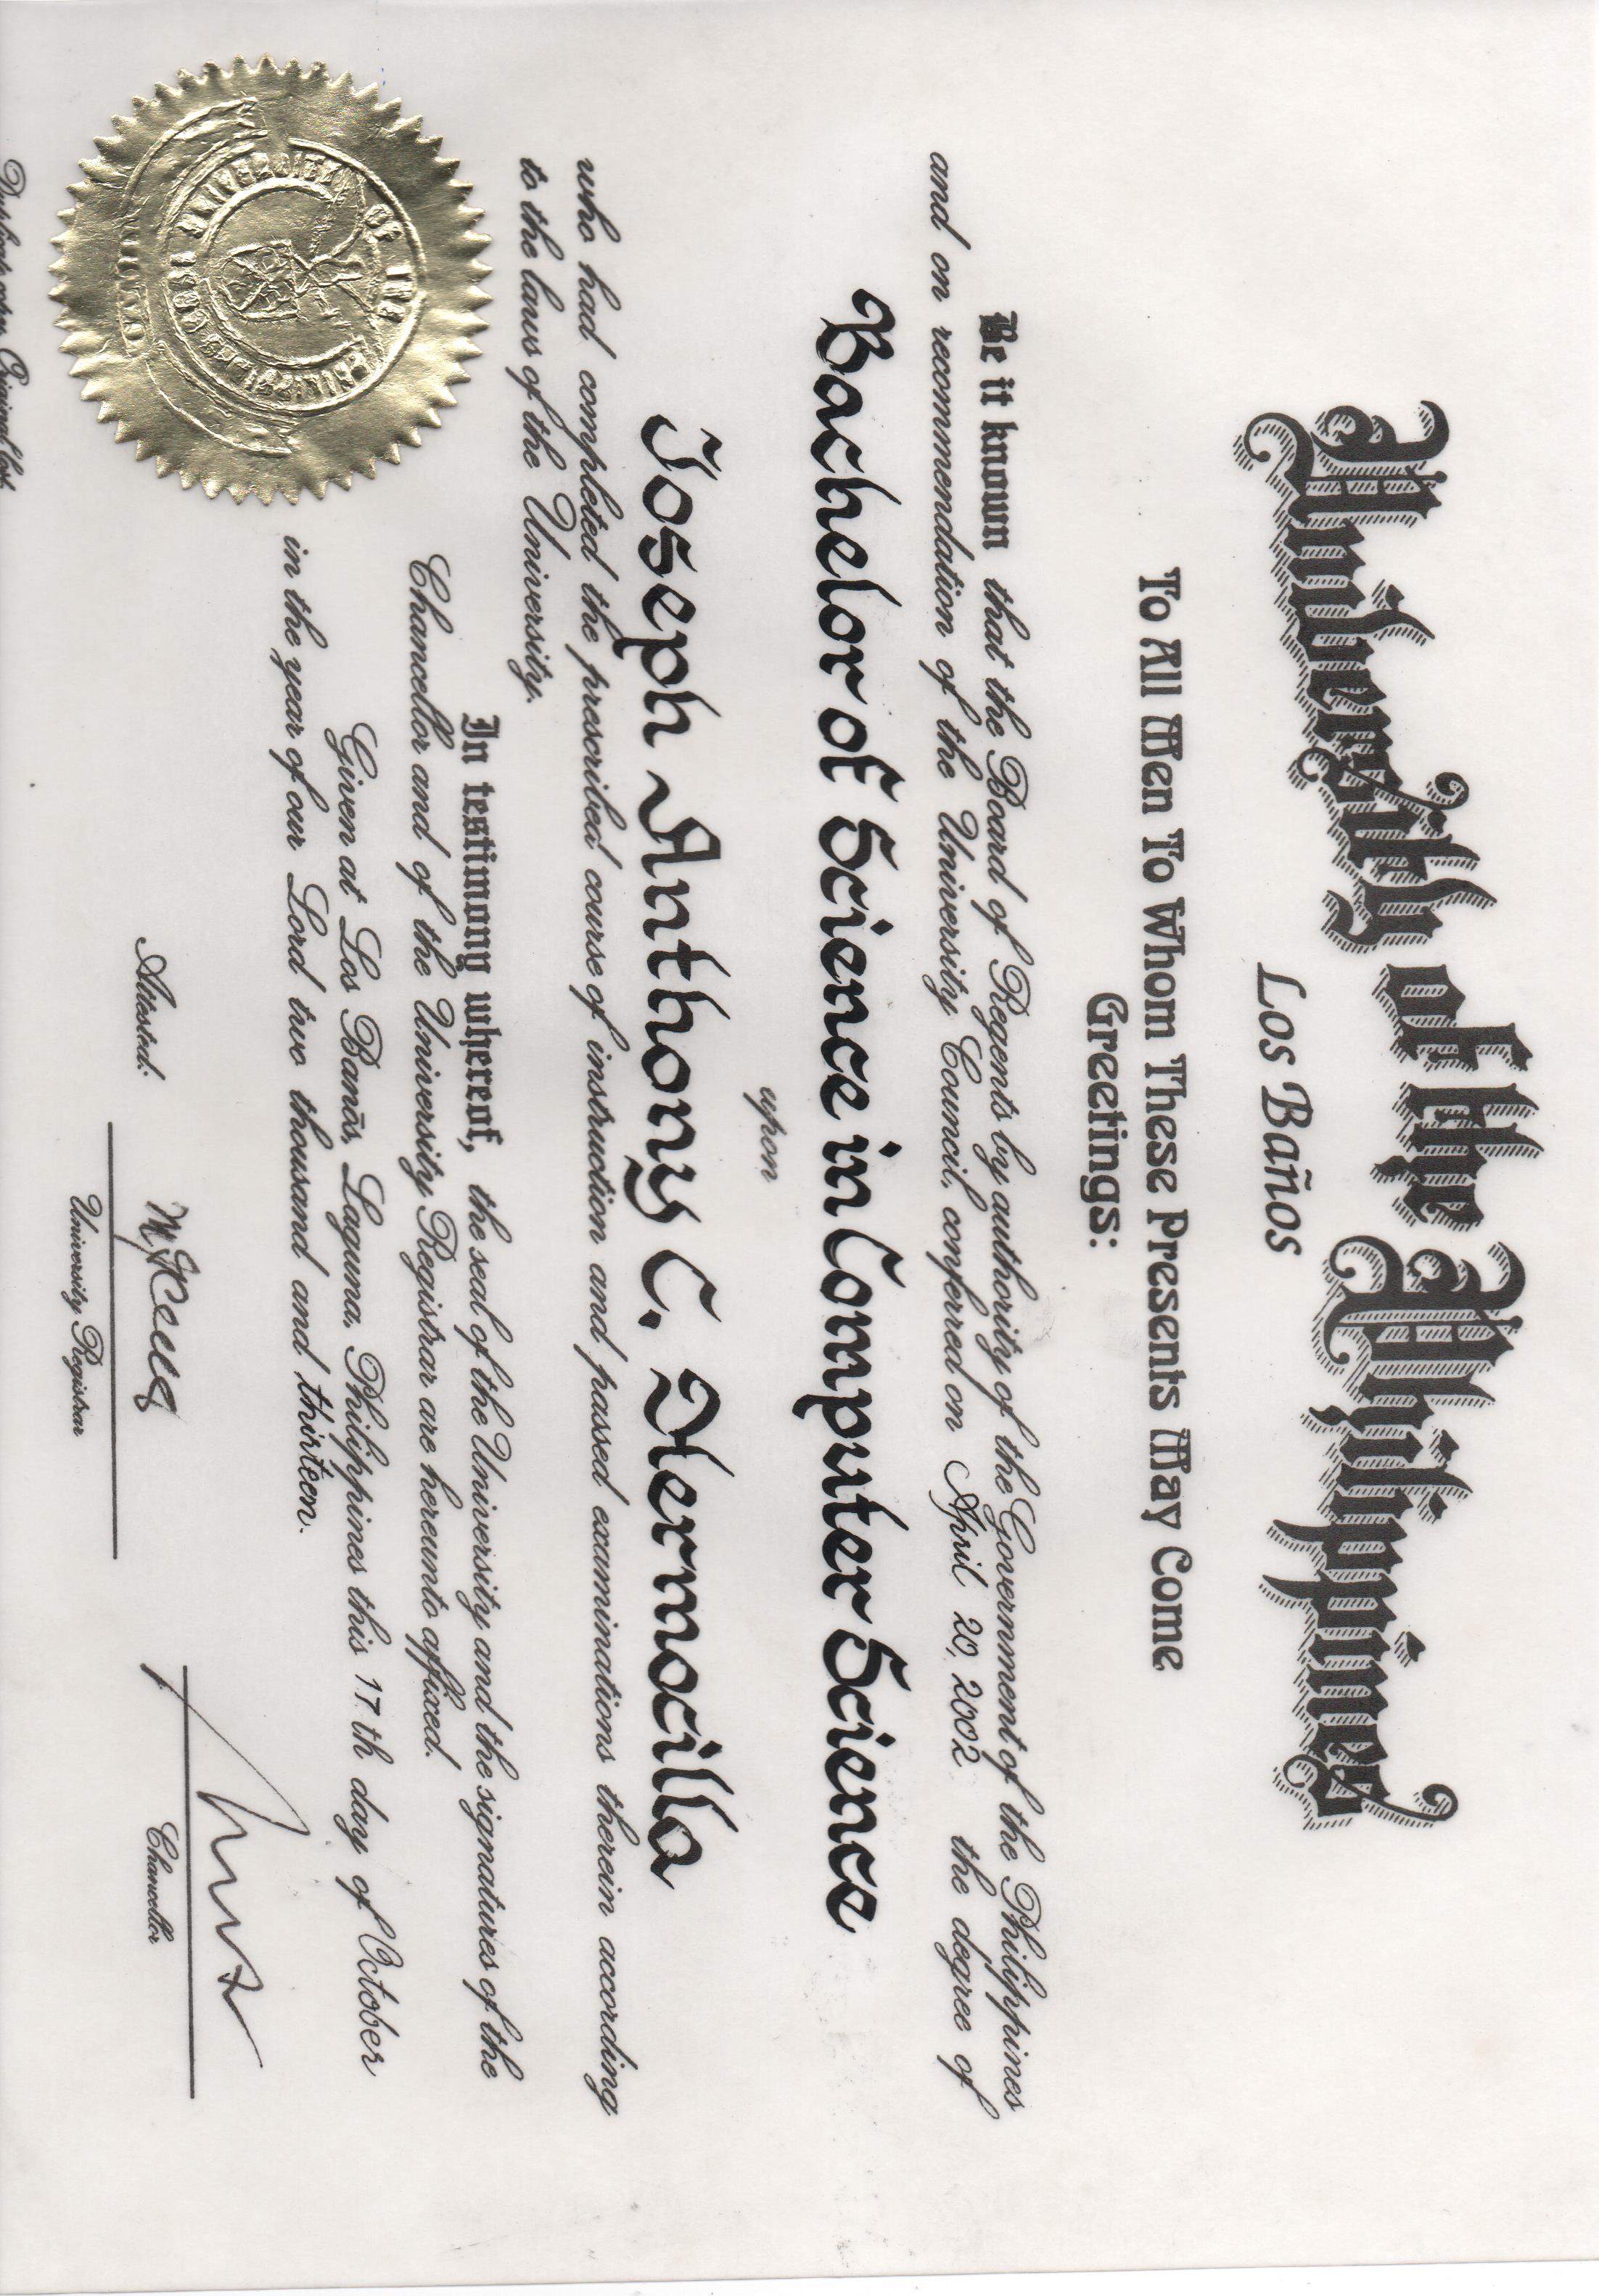 University of the Philippines
Los Baños
To All Men To Whom These Presents May Come
Greetings:
Be it known that the Board of Regents by authority of the Government of the Philippines
and on recommendation of the University Council, conferred on April 20, 2002 the degree of
Bachelor of Science in Computer Science
upon
Joseph Anthony C. Hermocilla
who had completed the prescribed course of instruction and passed examinations therein according
to the laws of the University.
In testimony whereof, the seal of the University and the signatures of the
Chancellor and of the University Registrar are hereunto affixed.
Given at Los Banõs, Laguna, Philippines this 17th day of October
in the year of our Lord two thousand and thirteen.
Attested:
University Registrar
Chancellor
UNIVERSITY OF THE PHILIPPINES
Duplicate copy, Original lost